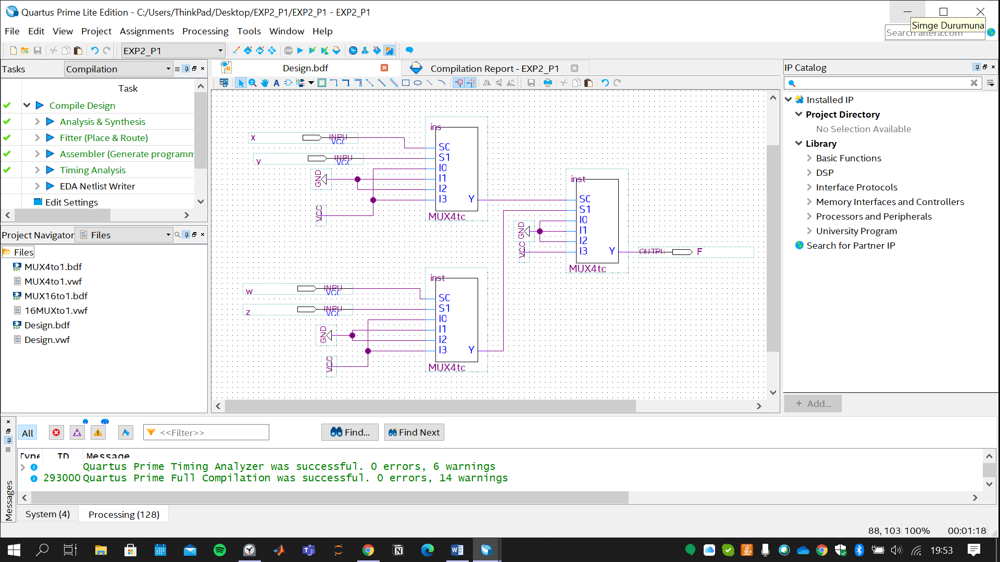 Quartus Prime Lite Edition - C:/Users/ThinkPad/Desktop/EXP2_P1/EXP2_P1 - EXP2_P1
Simge Durumuna
File Edit View Project Assignments Processing Tools Window Help
Search altera.com
EXP2_P1
Tasks Compilation
Design.bdf
Compilation Report - EXP2_P1
IP Catalog
Task
Compile Design
Analysis & Synthesis
Fitter (Place & Route)
Assembler (Generate programm
Timing Analysis
EDA Netlist Writer
Edit Settings
Project Navigator Files
Files
MUX4to1.bdf
MUX4to1.vwf
MUX16to1.bdf
16MUXto1.vwf
Design.bdf
Design.vwf
ins
x INPU VCC
S0
y INPU VCC
S1
I0
GND
I1
I2
I3 Y
VCC
MUX4tc
inst
S0
S1
I0
GND
I1
I2
VCC
I3 Y
OUTPU F
MUX4tc
inst
w INPU VCC
S0
z INPU VCC
S1
I0
GND
I1
I2
I3 Y
VCC
MUX4tc
Installed IP
Project Directory
No Selection Available
Library
Basic Functions
DSP
Interface Protocols
Memory Interfaces and Controllers
Processors and Peripherals
University Program
Search for Partner IP
+ Add...
All <<Filter>> Find... Find Next
Type ID Message
Quartus Prime Timing Analyzer was successful. 0 errors, 6 warnings
293000 Quartus Prime Full Compilation was successful. 0 errors, 14 warnings
Messages
System (4) Processing (128)
88, 103 100% 00:01:18
19:53